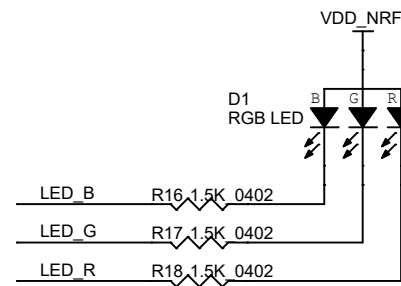 VDD_NRF
D1 B G R
RGB LED
LED_B R16 1.5K 0402
LED_G R17 1.5K 0402
LED_R R18 1.5K 0402